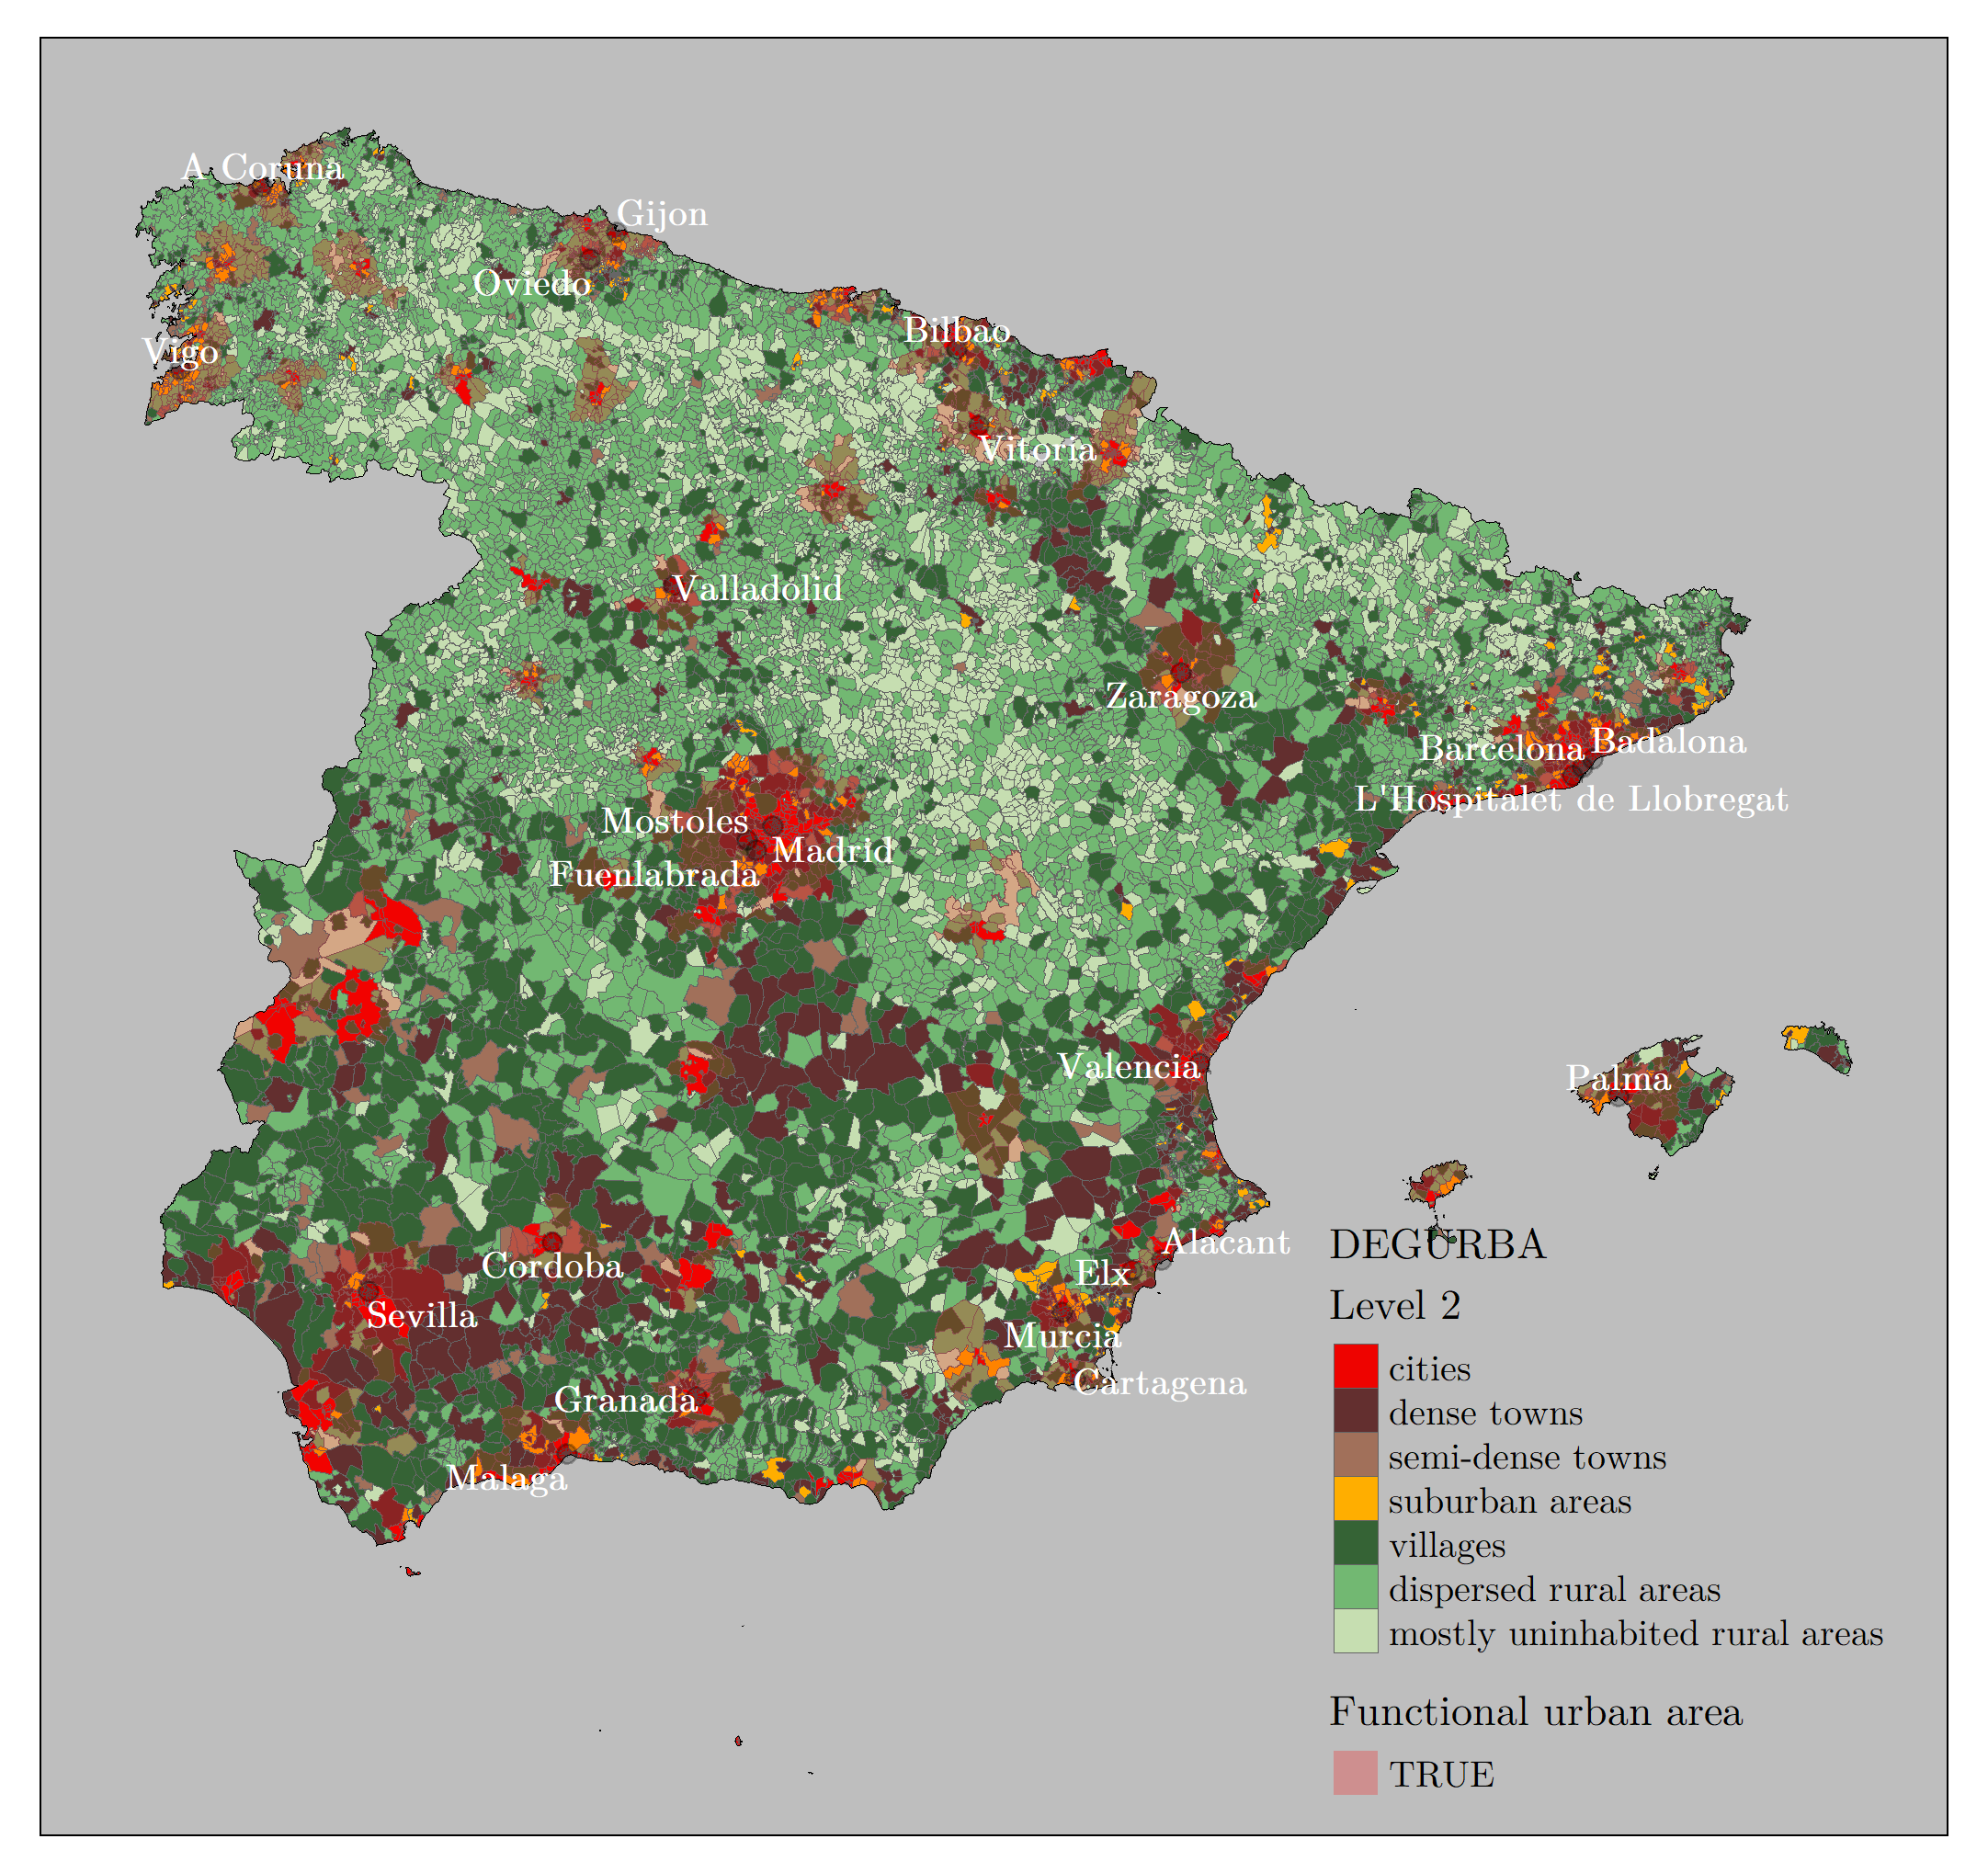 A Coruna
Gijon
Oviedo
Bilbao
Vigo
Vitoria
Valladolid
Zaragoza
Barcelona
Badalona
L'Hospitalet de Llobregat
Mostoles
Madrid
Fuenlabrada
Valencia
Palma
Cordoba
Alacant
Elx
Sevilla
Murcia
Cartagena
Granada
Malaga
DEGURBA
Level 2
cities
dense towns
semi-dense towns
suburban areas
villages
dispersed rural areas
mostly uninhabited rural areas
Functional urban area
TRUE